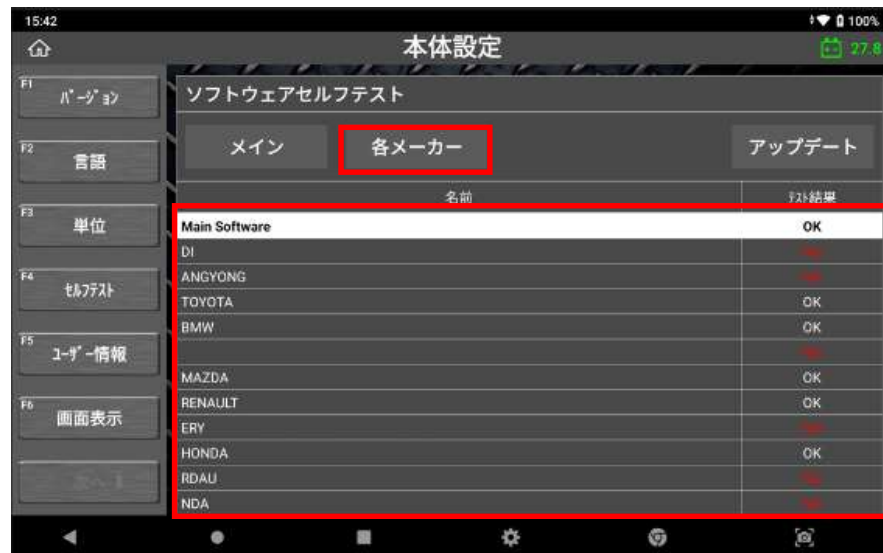 15:42
100%
本体設定
27.8
F1
バージョン
ソフトウェアセルフテスト
メイン
各メーカー
アップデート
F2
言語
名前
テスト結果
F3
単位
Main Software
OK
DI
ANGYONG
F4
セルフテスト
TOYOTA
OK
BMW
OK
F5
ユーザー情報
MAZDA
OK
RENAULT
OK
F6
画面表示
ERY
HONDA
OK
RDAU
NDA